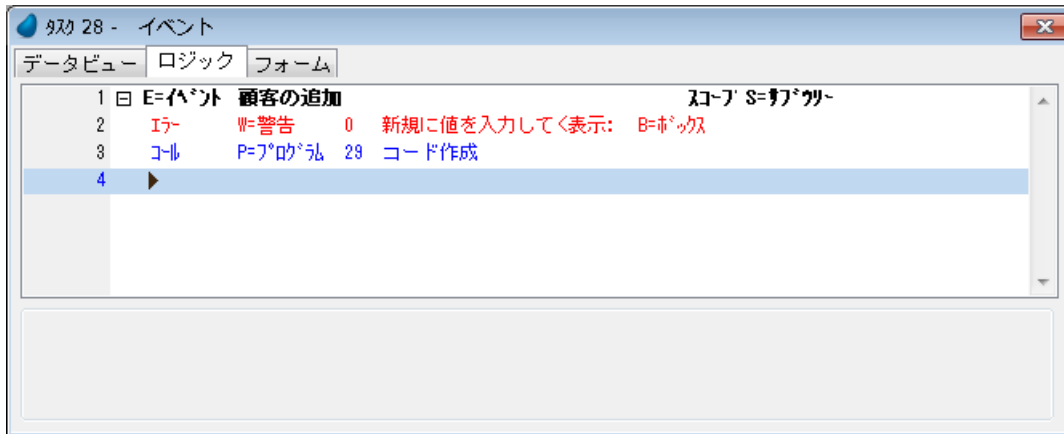 タスク 28 - イベント
データビュー ロジック フォーム
1 E=イベント 顧客の追加 スコープ S=サブツリー
2 エラー W=警告 0 新規に値を入力してく表示: B=ボックス
3 コール P=プログラム 29 コード作成
4